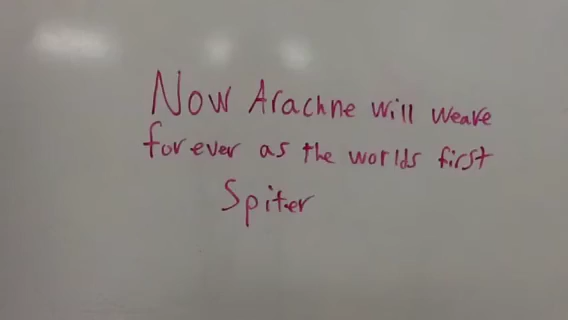 Now Arachne will weave
forever as the worlds first
Spiter